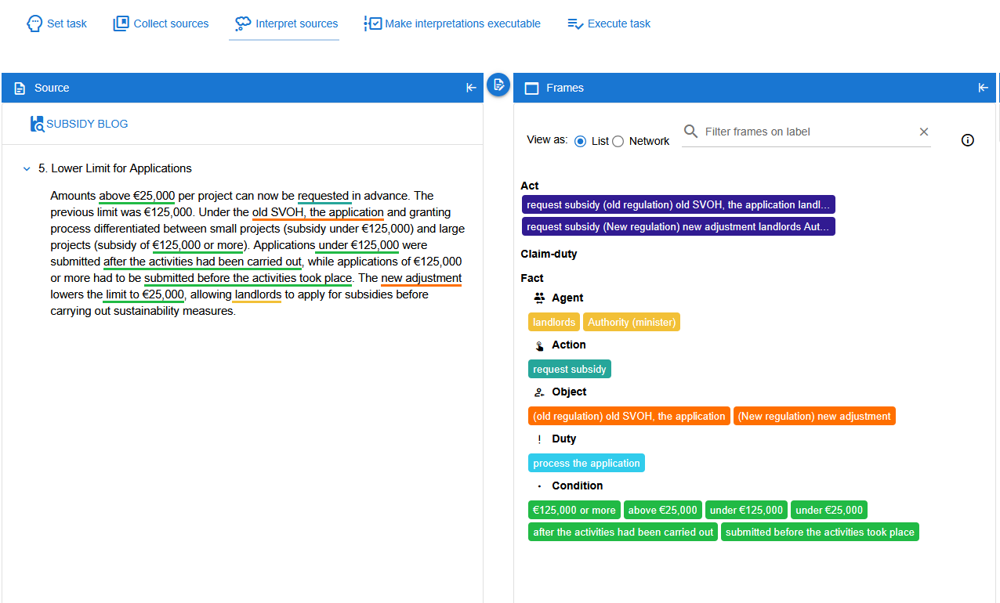 Set task
Collect sources
Interpret sources
Make interpretations executable
Execute task
Source
SUBSIDY BLOG
5. Lower Limit for Applications
Amounts above €25,000 per project can now be requested in advance. The
previous limit was €125,000. Under the old SVOH, the application and granting
process differentiated between small projects (subsidy under €125,000) and large
projects (subsidy of €125,000 or more). Applications under €125,000 were
submitted after the activities had been carried out, while applications of €125,000
or more had to be submitted before the activities took place. The new adjustment
lowers the limit to €25,000, allowing landlords to apply for subsidies before
carrying out sustainability measures.
Frames
View as: List Network Filter frames on label
Act
request subsidy (old regulation) old SVOH, the application landl...
request subsidy (New regulation) new adjustment landlords Aut...
Claim-duty
Fact
Agent
landlords Authority (minister)
Action
request subsidy
Object
(old regulation) old SVOH, the application (New regulation) new adjustment
Duty
process the application
Condition
€125,000 or more above €25,000 under €125,000 under €25,000
after the activities had been carried out submitted before the activities took place